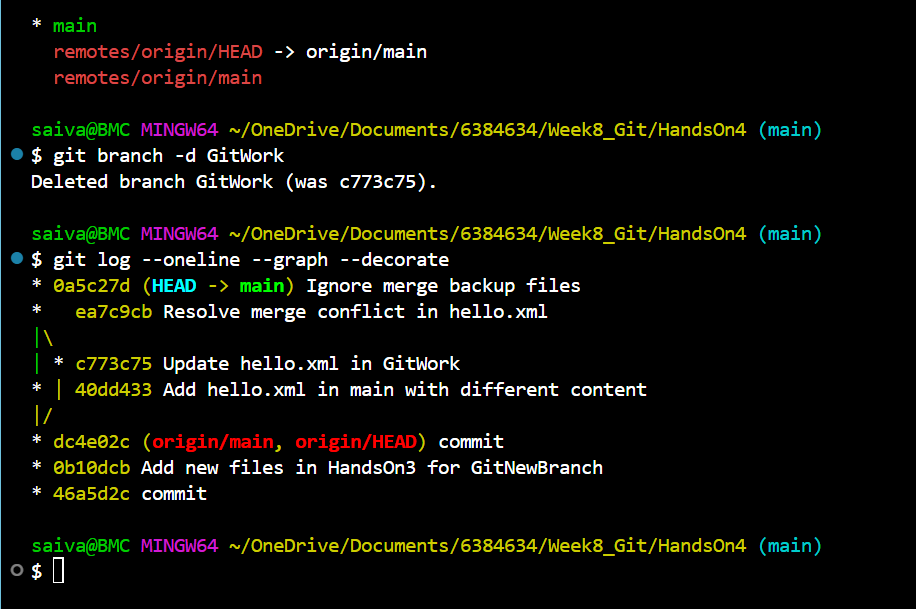 * main
  remotes/origin/HEAD -> origin/main
  remotes/origin/main
saiva@BMC MINGW64 ~/OneDrive/Documents/6384634/Week8_Git/HandsOn4 (main)
$ git branch -d GitWork
Deleted branch GitWork (was c773c75).
saiva@BMC MINGW64 ~/OneDrive/Documents/6384634/Week8_Git/HandsOn4 (main)
$ git log --oneline --graph --decorate
* 0a5c27d (HEAD -> main) Ignore merge backup files
*   ea7c9cb Resolve merge conflict in hello.xml
|\
| * c773c75 Update hello.xml in GitWork
* | 40dd433 Add hello.xml in main with different content
|/
* dc4e02c (origin/main, origin/HEAD) commit
* 0b10dcb Add new files in HandsOn3 for GitNewBranch
* 46a5d2c commit
saiva@BMC MINGW64 ~/OneDrive/Documents/6384634/Week8_Git/HandsOn4 (main)
$